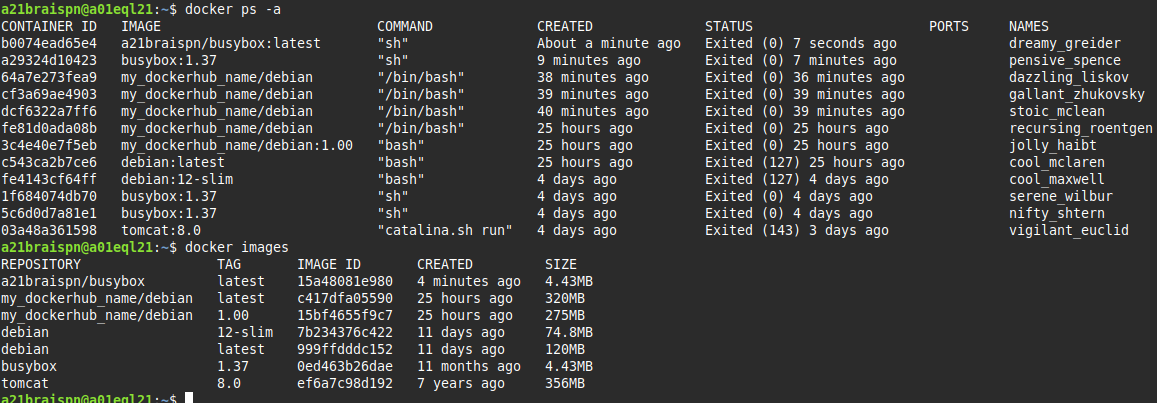 a21braispn@a01eql21:~$ docker ps -a
CONTAINER ID   IMAGE                         COMMAND             CREATED              STATUS                      PORTS     NAMES
b0074ead65e4   a21braispn/busybox:latest     "sh"                About a minute ago   Exited (0) 7 seconds ago              dreamy_greider
a29324d10423   busybox:1.37                  "sh"                9 minutes ago        Exited (0) 7 minutes ago              pensive_spence
64a7e273fea9   my_dockerhub_name/debian      "/bin/bash"         38 minutes ago       Exited (0) 36 minutes ago             dazzling_liskov
cf3a69ae4903   my_dockerhub_name/debian      "/bin/bash"         39 minutes ago       Exited (0) 39 minutes ago             gallant_zhukovsky
dcf6322a7ff6   my_dockerhub_name/debian      "/bin/bash"         40 minutes ago       Exited (0) 39 minutes ago             stoic_mclean
fe81d0ada08b   my_dockerhub_name/debian      "/bin/bash"         25 hours ago         Exited (0) 25 hours ago               recursing_roentgen
3c4e40e7f5eb   my_dockerhub_name/debian:1.00   "bash"            25 hours ago         Exited (0) 25 hours ago               jolly_haibt
c543ca2b7ce6   debian:latest                 "bash"              25 hours ago         Exited (127) 25 hours ago             cool_mclaren
fe4143cf64ff   debian:12-slim                "bash"              4 days ago           Exited (127) 4 days ago               cool_maxwell
1f684074db70   busybox:1.37                  "sh"                4 days ago           Exited (0) 4 days ago                 serene_wilbur
5c6d0d7a81e1   busybox:1.37                  "sh"                4 days ago           Exited (0) 4 days ago                 nifty_shtern
03a48a361598   tomcat:8.0                    "catalina.sh run"   4 days ago           Exited (143) 3 days ago               vigilant_euclid
a21braispn@a01eql21:~$ docker images
REPOSITORY                 TAG       IMAGE ID       CREATED         SIZE
a21braispn/busybox         latest    15a48081e980   4 minutes ago   4.43MB
my_dockerhub_name/debian   latest    c417dfa05590   25 hours ago    320MB
my_dockerhub_name/debian   1.00      15bf4655f9c7   25 hours ago    275MB
debian                     12-slim   7b234376c422   11 days ago     74.8MB
debian                     latest    999ffdddc152   11 days ago     120MB
busybox                    1.37      0ed463b26dae   11 months ago   4.43MB
tomcat                     8.0       ef6a7c98d192   7 years ago     356MB
a21braispn@a01eql21:~$